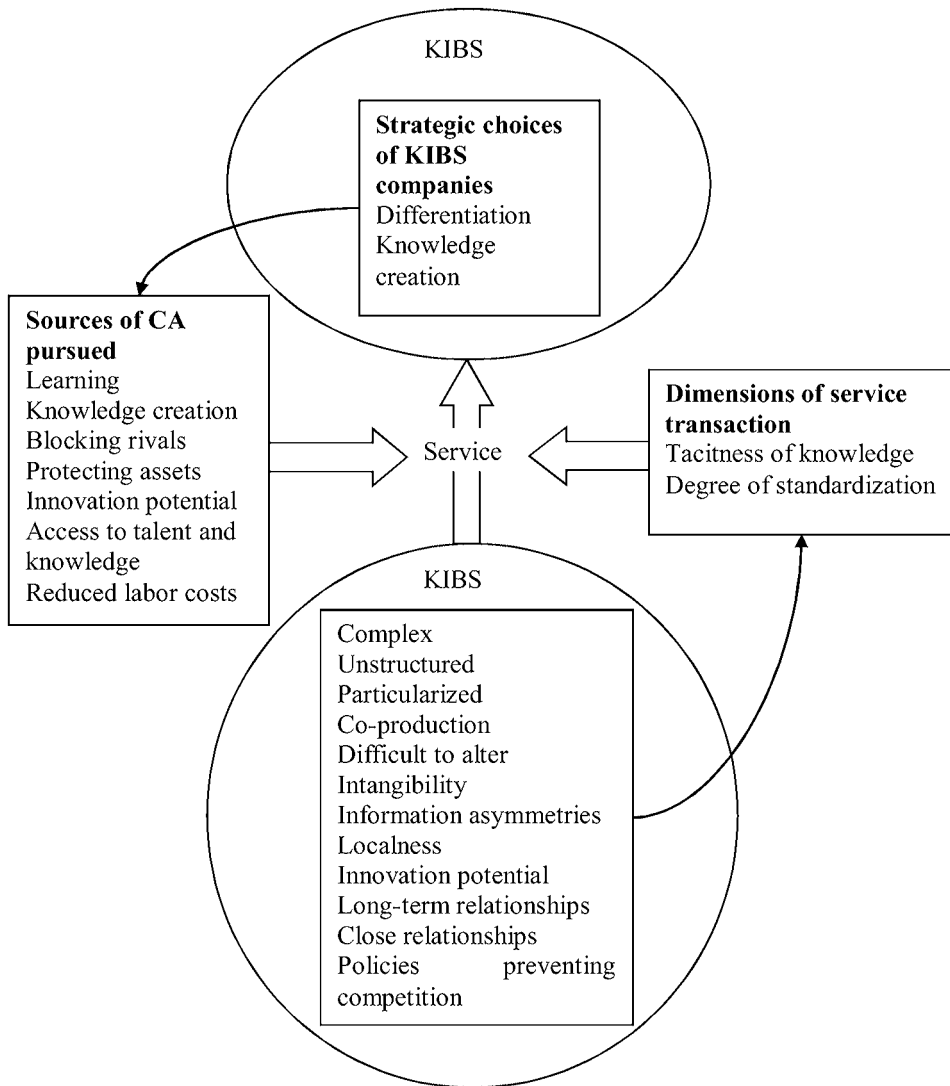 KIBS
Strategic choices
of KIBS
companies
Differentiation
Knowledge
creation
Sources of CA
pursued
Learning
Knowledge creation
Blocking rivals
Protecting assets
Innovation potential
Access to talent and
knowledge
Reduced labor costs
Service
Dimensions of service
transaction
Tacitness of knowledge
Degree of standardization
KIBS
Complex
Unstructured
Particularized
Co-production
Difficult to alter
Intangibility
Information asymmetries
Localness
Innovation potential
Long-term relationships
Close relationships
Policies preventing
competition